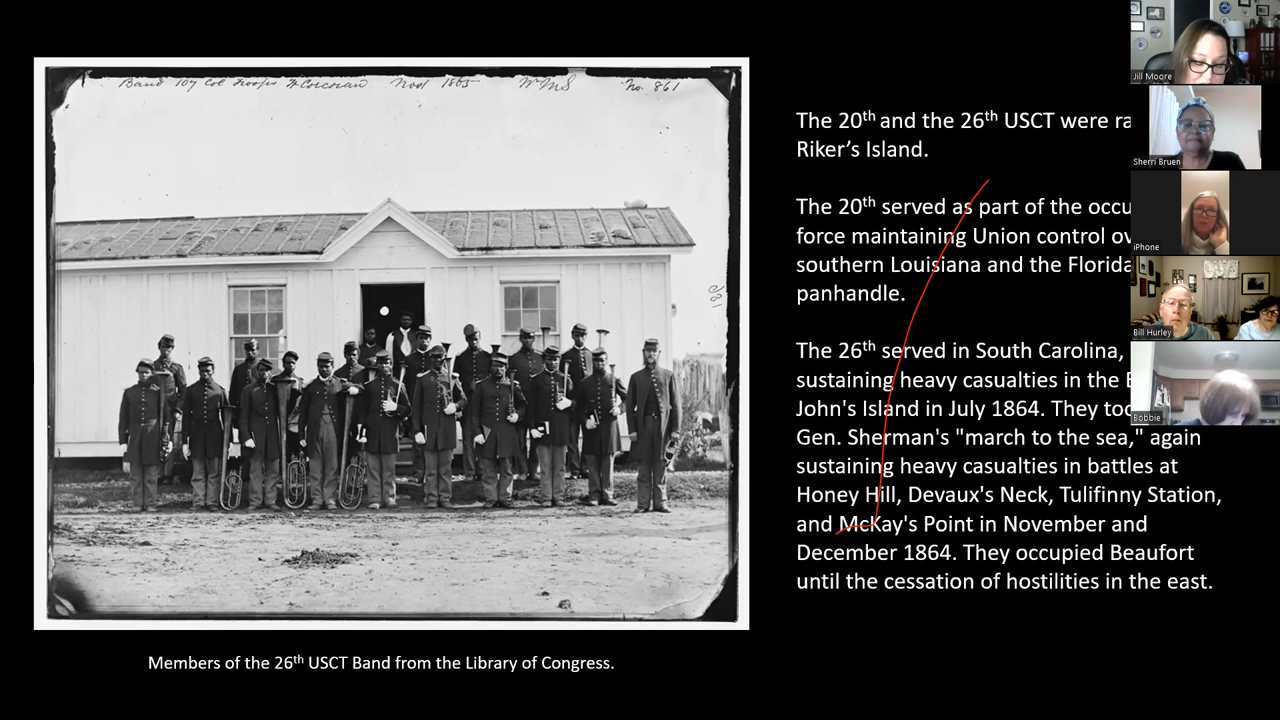 Band 107 Col Troops Ft Corcoran Nov 1865 No. 861
The 20th and the 26th USCT were ra
Riker's Island.
The 20th served as part of the occu
force maintaining Union control ov
southern Louisiana and the Florida
panhandle.
The 26th served in South Carolina,
sustaining heavy casualties in the B
John's Island in July 1864. They too
Gen. Sherman's "march to the sea," again
sustaining heavy casualties in battles at
Honey Hill, Devaux's Neck, Tulifinny Station,
and McKay's Point in November and
December 1864. They occupied Beaufort
until the cessation of hostilities in the east.
Members of the 26th USCT Band from the Library of Congress.
Jill Moore
Sherri Bruen
iPhone
Bill Hurley
Bobbie